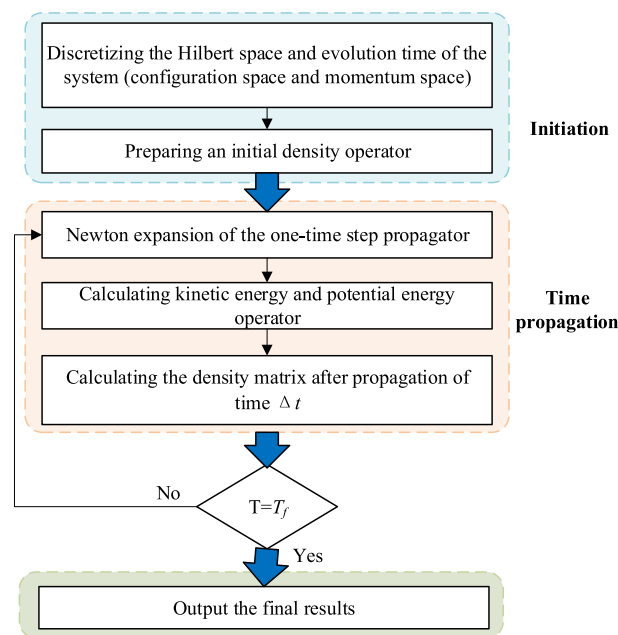 Discretizing the Hilbert space and evolution time of the
system (configuration space and momentum space)
Preparing an initial density operator
Initiation
Newton expansion of the one-time step propagator
Calculating kinetic energy and potential energy
operator
Calculating the density matrix after propagation of
time Δt
Time
propagation
No
T=T_f
Yes
Output the final results